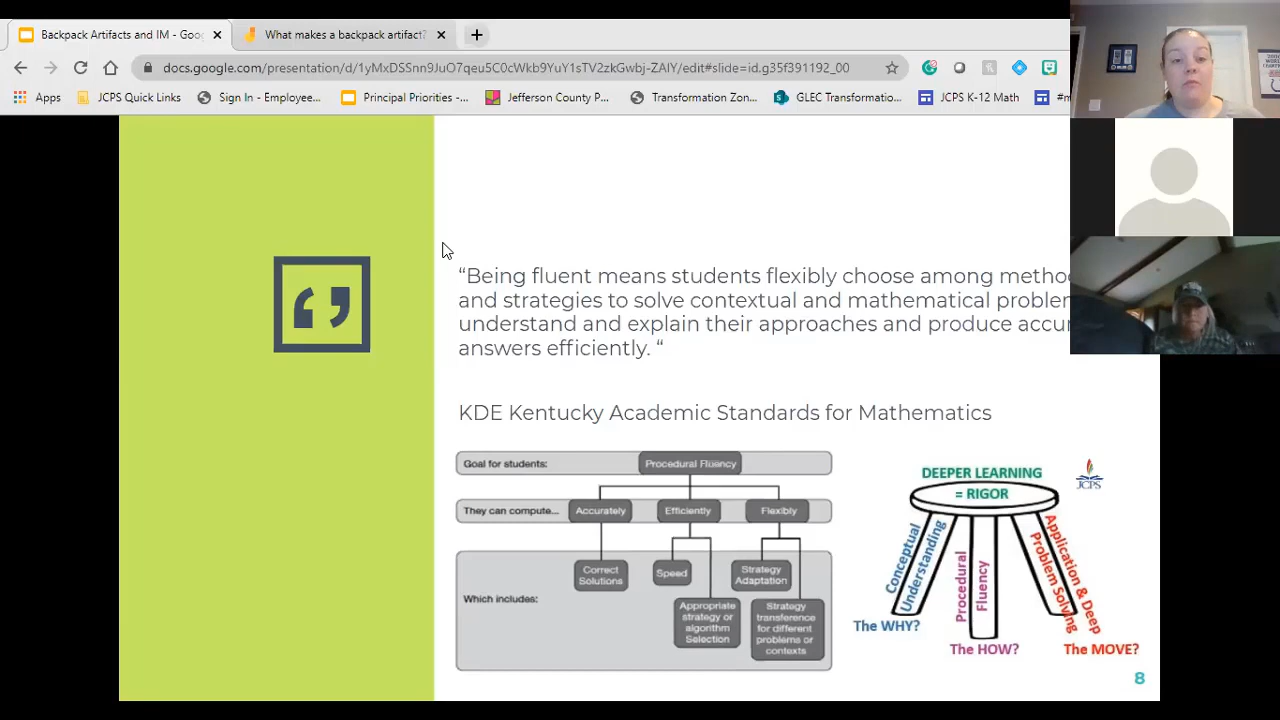 Backpack Artifacts and IM - Goo
What makes a backpack artifact?
docs.google.com/presentation/d/
/edit#slide=id.g35f391192_00
Apps
JCPS Quick Links
Sign In - Employee...
Principal Priorities -...
Jefferson County P...
Transformation Zon...
GLEC Transformatio...
JCPS K-12 Math
#m
“Being fluent means students flexibly choose among metho
and strategies to solve contextual and mathematical problem
understand and explain their approaches and produce accu
answers efficiently. “
KDE Kentucky Academic Standards for Mathematics
Goal for students:
Procedural Fluency
They can compute...
Accurately
Efficiently
Flexibly
Which includes:
Correct
Solutions
Speed
Strategy
Adaptation
Appropriate
strategy or
algorithm
Selection
Strategy
transference
for different
problems or
contexts
DEEPER LEARNING
= RIGOR
JCPS
Conceptual
Understanding
Procedural
Fluency
Application & Deep
Problem Solving
The WHY?
The HOW?
The MOVE?
8